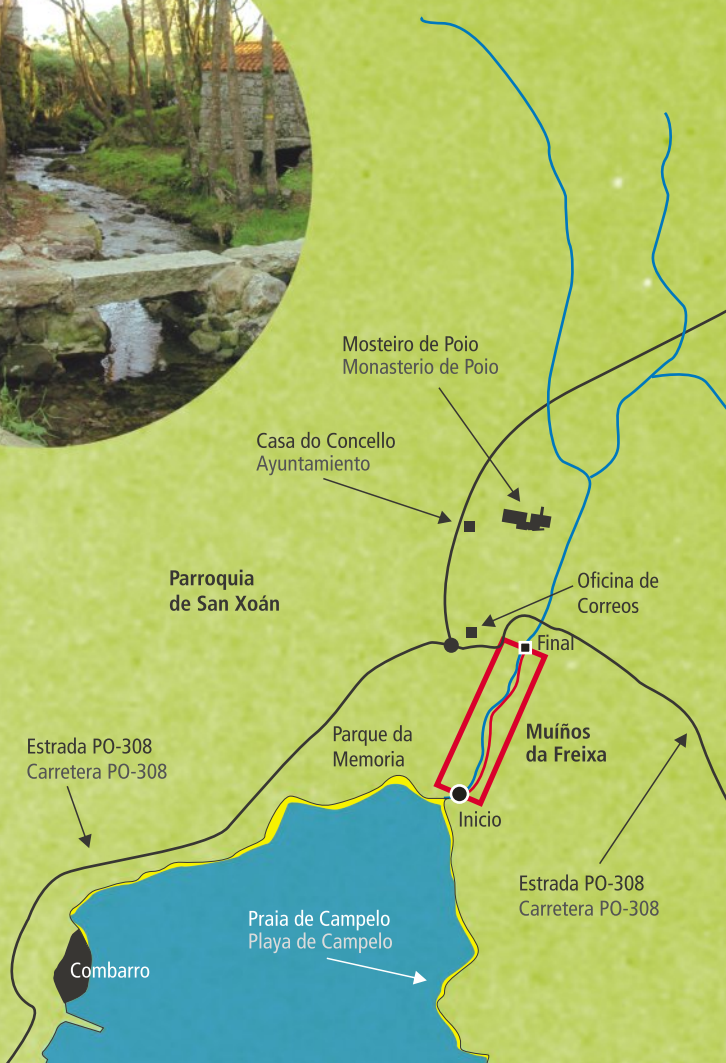 Mosteiro de Poio
Monasterio de Poio
Casa do Concello
Ayuntamiento
Parroquia
de San Xoán
Oficina de
Correos
Final
Parque da
Memoria
Muíños
da Freixa
Estrada PO-308
Carretera PO-308
Inicio
Estrada PO-308
Carretera PO-308
Praia de Campelo
Playa de Campelo
Combarro